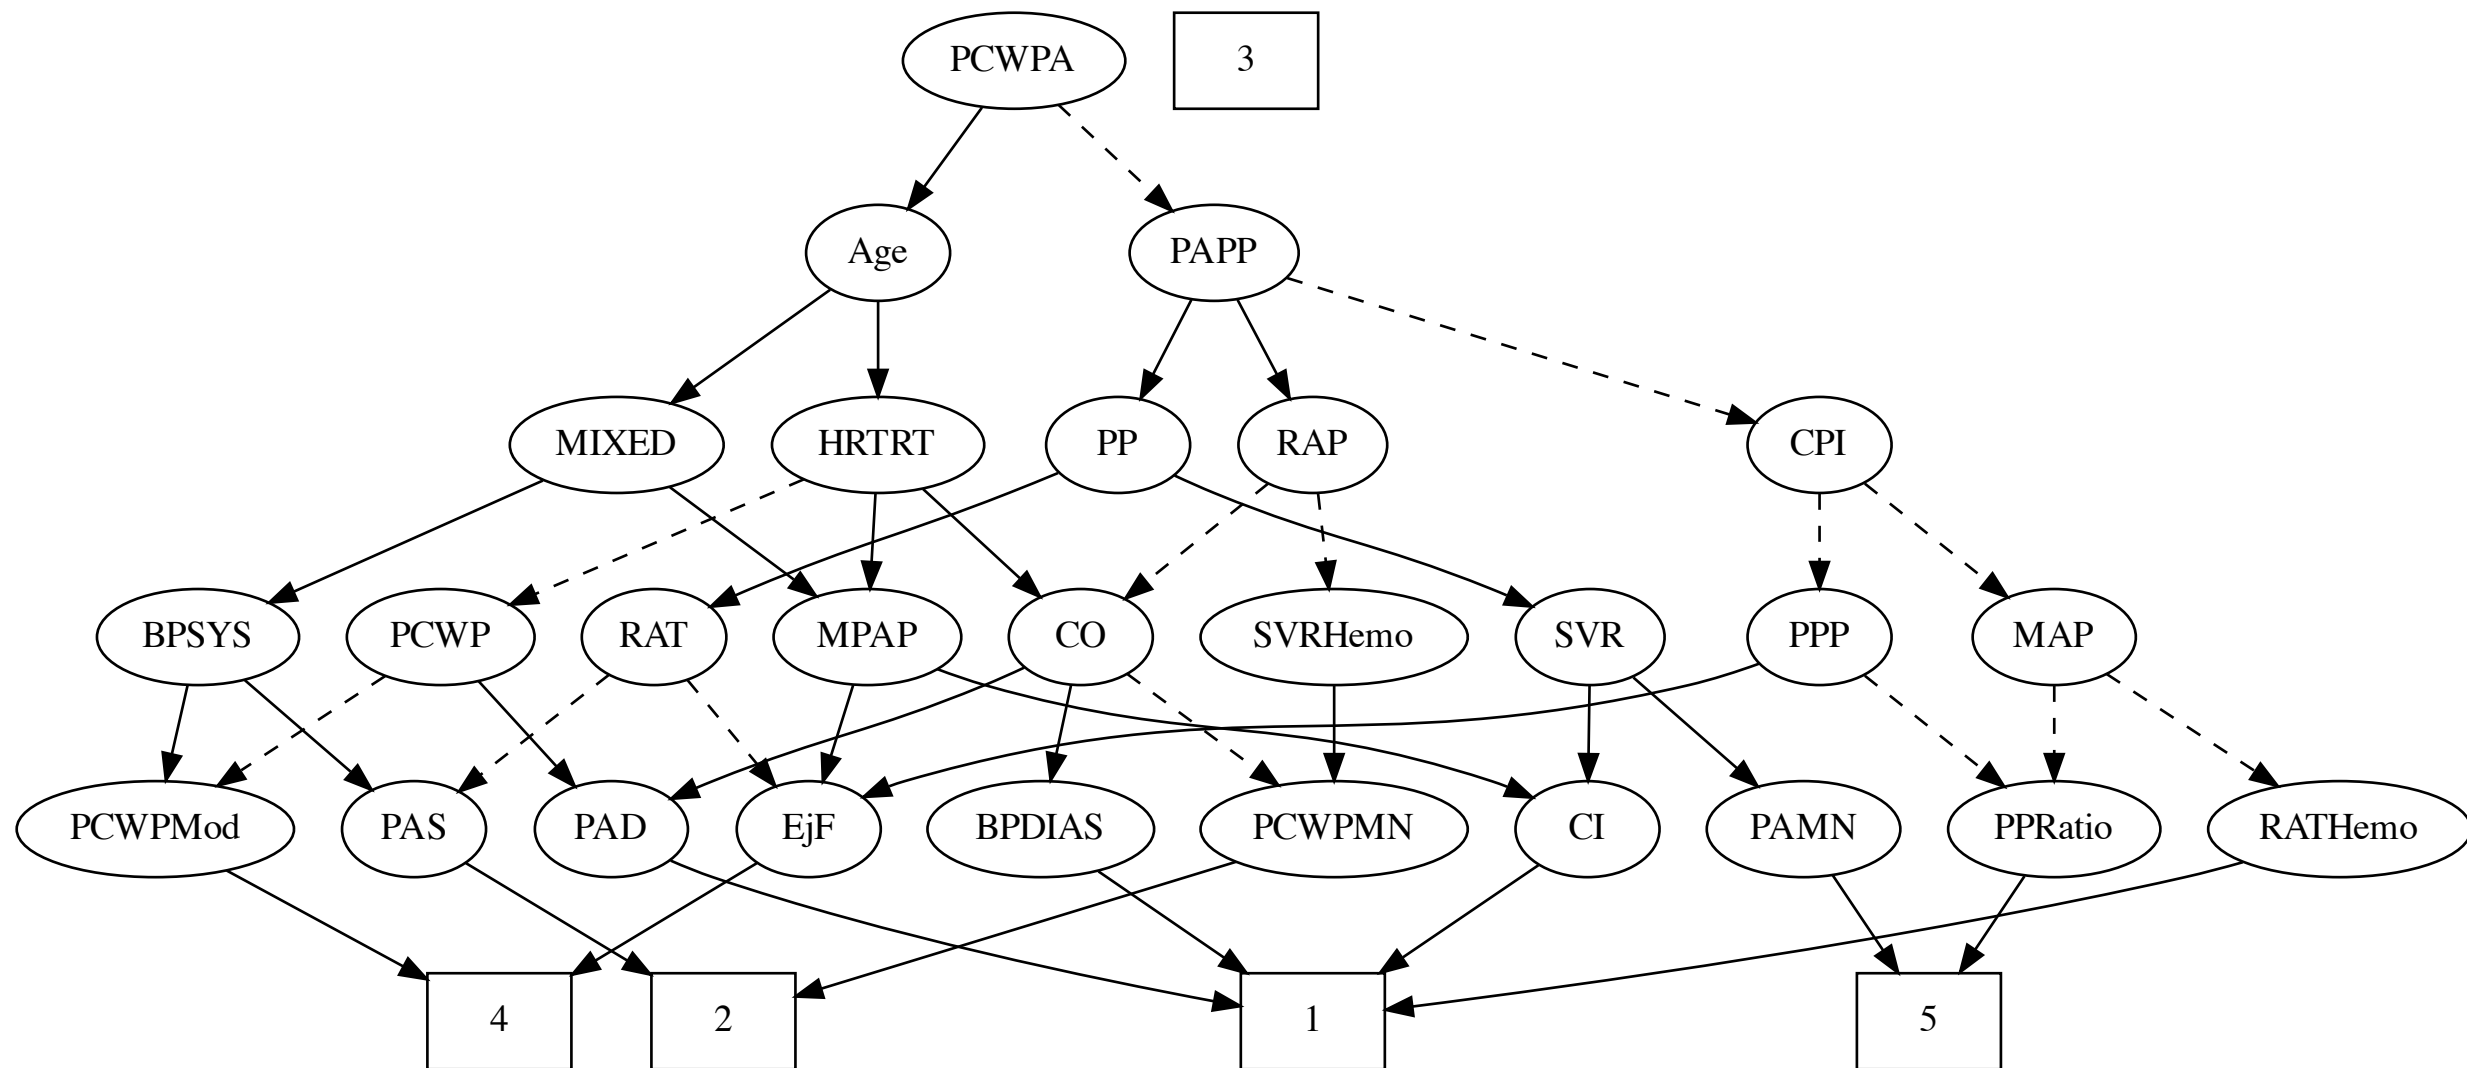 PCWPA
3
Age
PAPP
MIXED
HRTRT
PP
RAP
CPI
BPSYS
PCWP
RAT
MPAP
CO
SVRHemo
SVR
PPP
MAP
PCWPMod
PAS
PAD
EjF
BPDIAS
PCWPMN
CI
PAMN
PPRatio
RATHemo
4
2
1
5